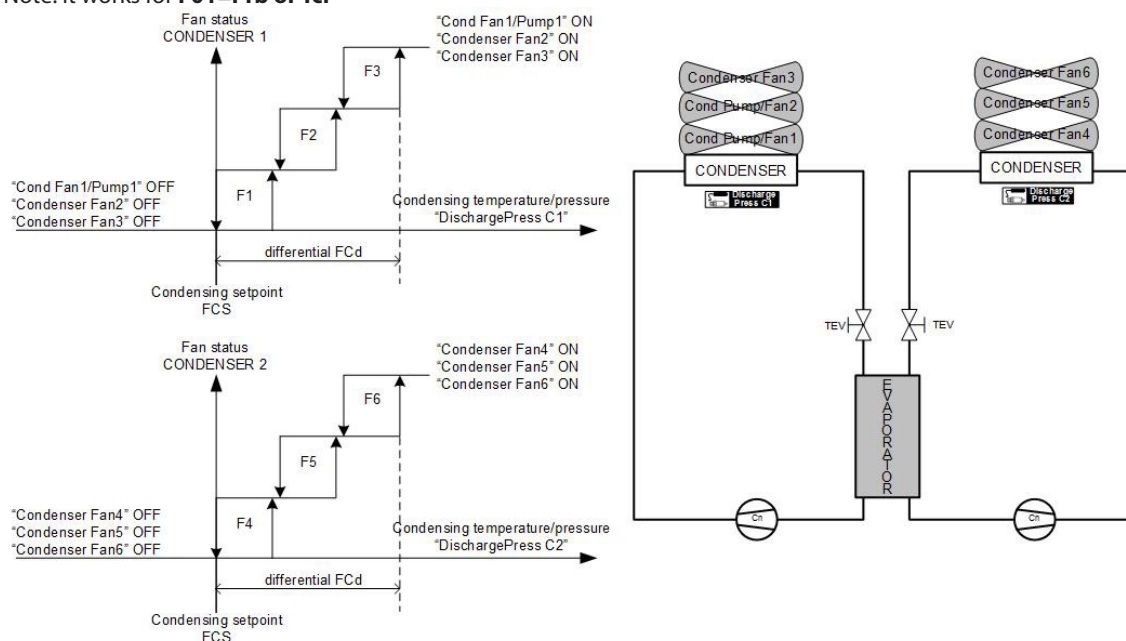 Note: It works for
Fan status
CONDENSER 1
"Cond Fan1/Pump1" ON
"Condenser Fan2" ON
"Condenser Fan3" ON
F3
F2
F1
"Cond Fan1/Pump1" OFF
"Condenser Fan2" OFF
"Condenser Fan3" OFF
Condensing temperature/pressure
"DischargePress C1"
differential FCd
Condensing setpoint
FCS
Fan status
CONDENSER 2
"Condenser Fan4" ON
"Condenser Fan5" ON
"Condenser Fan6" ON
F6
F5
F4
"Condenser Fan4" OFF
"Condenser Fan5" OFF
"Condenser Fan6" OFF
Condensing temperature/pressure
"DischargePress C2"
differential FCd
Condensing setpoint
FCS
Condenser Fan3
Cond Pump/Fan2
Cond Pump/Fan1
CONDENSER
Discharge
Press C1
Condenser Fan6
Condenser Fan5
Condenser Fan4
CONDENSER
Discharge
Press C2
TEV
TEV
EVAPORATOR
Cn
Cn